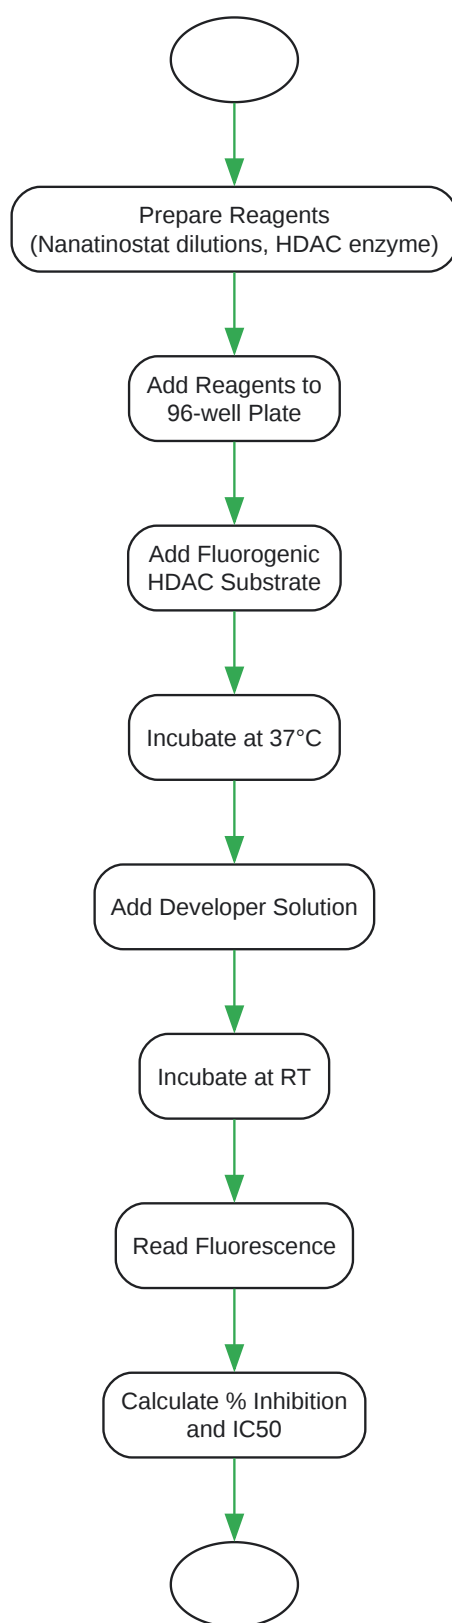 Prepare Reagents
(Nanatinostat dilutions, HDAC enzyme)
Add Reagents to
96-well Plate
Add Fluorogenic
HDAC Substrate
Incubate at 37°C
Add Developer Solution
Incubate at RT
Read Fluorescence
Calculate % Inhibition
and IC50